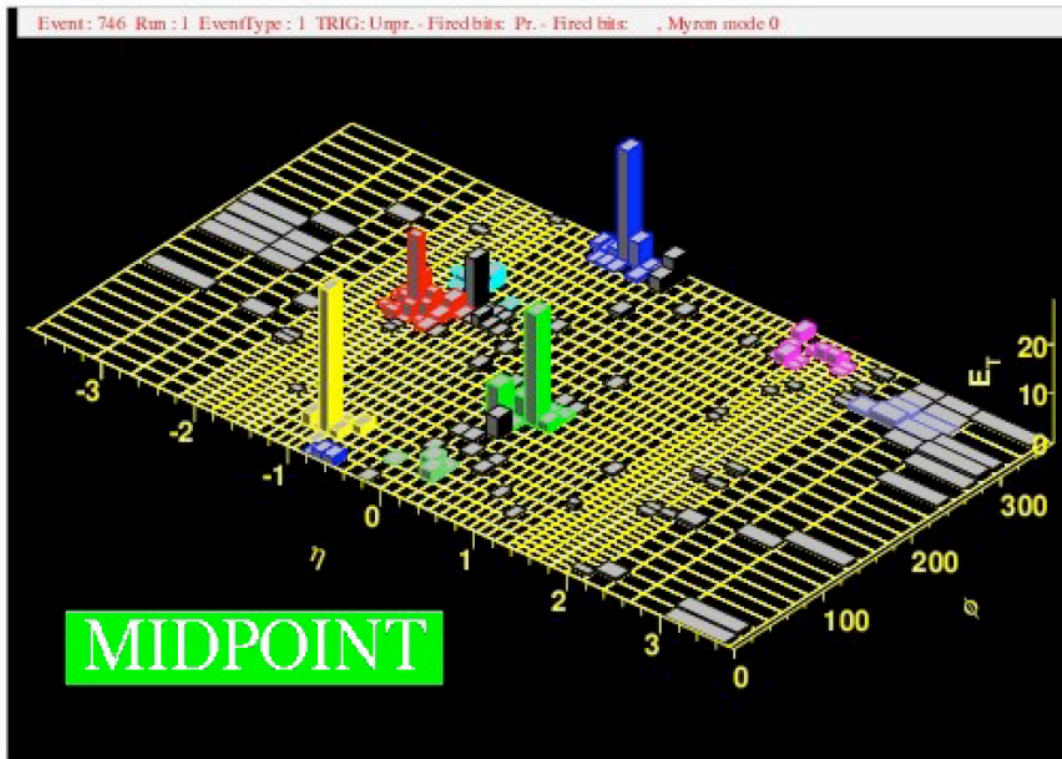 Event : 746 Run : 1 EventType : 1 TRIG: Unpr. - Fired bits: Pr. - Fired bits: , Myron mode 0
20
E_T
10
0
-3
-2
300
-1
0
200
η
1
φ
2
100
3
0
MIDPOINT